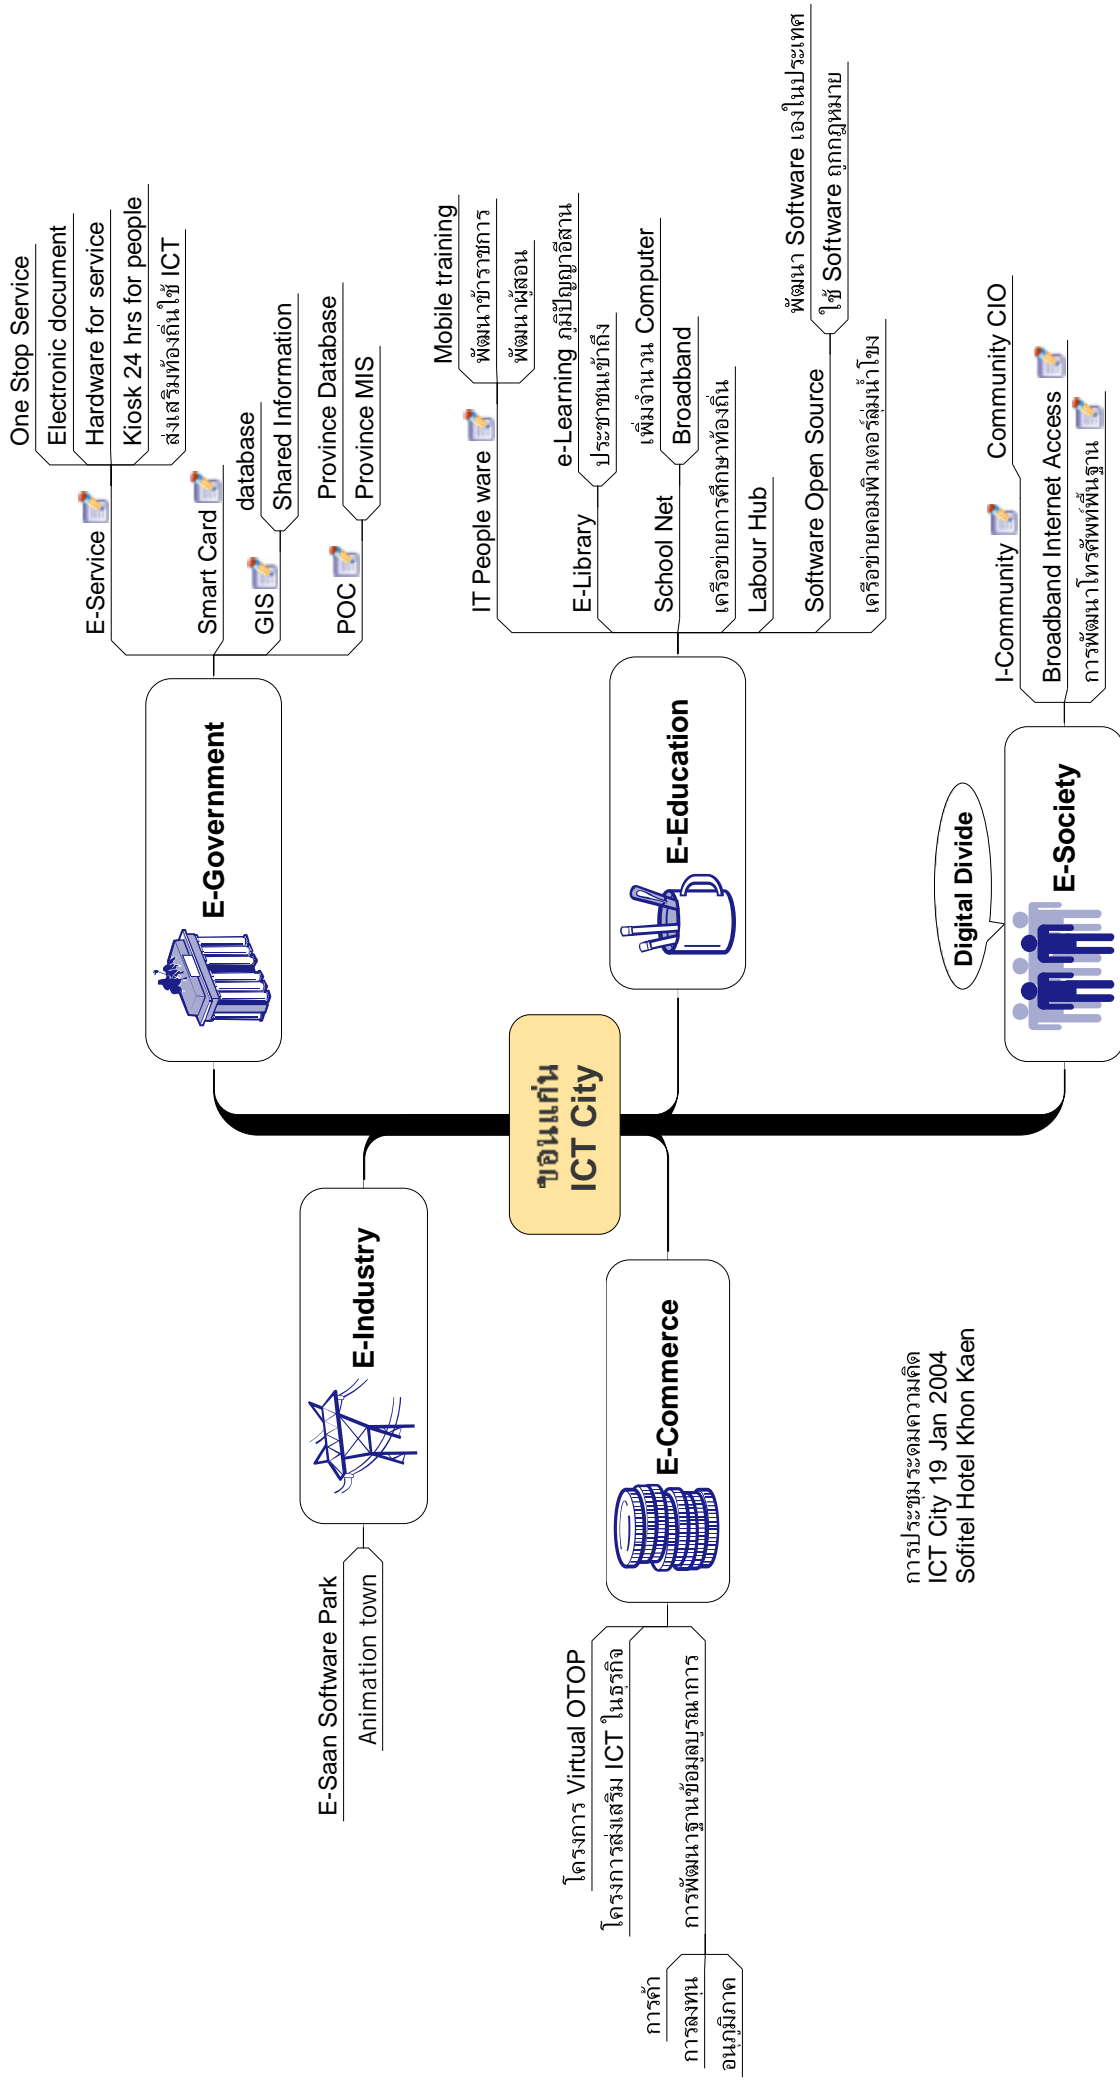 ขอนแก่น
ICT City
E-Government
E-Service
One Stop Service
Electronic document
Hardware for service
Kiosk 24 hrs for people
ส่งเสริมท้องถิ่นใช้ ICT
Smart Card
GIS
database
Shared Information
POC
Province Database
Province MIS
E-Education
IT People ware
Mobile training
พัฒนาข้าราชการ
พัฒนาผู้สอน
E-Library
e-Learning ภูมิปัญญาอีสาน
ประชาชนเข้าถึง
School Net
เพิ่มจำนวน Computer
Broadband
เครือข่ายการศึกษาท้องถิ่น
Labour Hub
Software Open Source
พัฒนา Software เองในประเทศ
ใช้ Software ถูกกฎหมาย
เครือข่ายคอมพิวเตอร์ลุ่มน้ำโขง
Digital Divide
E-Society
I-Community
Community CIO
Broadband Internet Access
การพัฒนาโทรศัพท์พื้นฐาน
E-Industry
E-Saan Software Park
Animation town
E-Commerce
โครงการ Virtual OTOP
โครงการส่งเสริม ICT ในธุรกิจ
การพัฒนาฐานข้อมูลบูรณาการ
การค้า
การลงทุน
อนุภูมิภาค
การประชุมระดมความคิด
ICT City 19 Jan 2004
Sofitel Hotel Khon Kaen